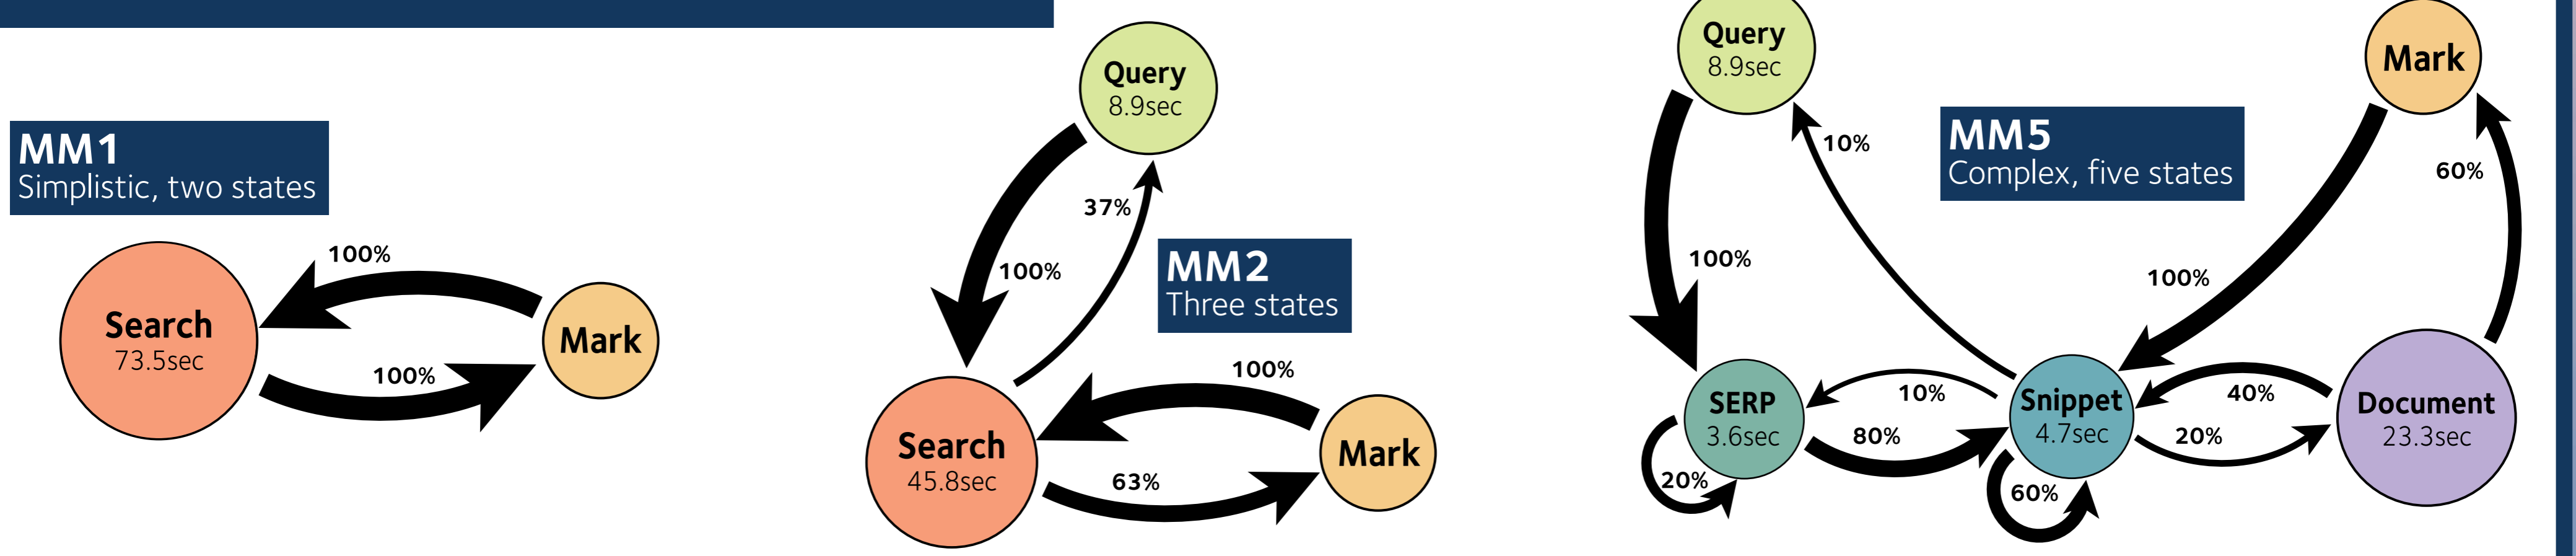 MM1
Simplistic, two states
100%
Search
73.5sec
Mark
100%
Query
8.9sec
37%
100%
MM2
Three states
100%
Search
45.8sec
Mark
63%
Query
8.9sec
10%
MM5
Complex, five states
Mark
60%
100%
100%
SERP
3.6sec
10%
80%
20%
Snippet
4.7sec
40%
20%
60%
Document
23.3sec